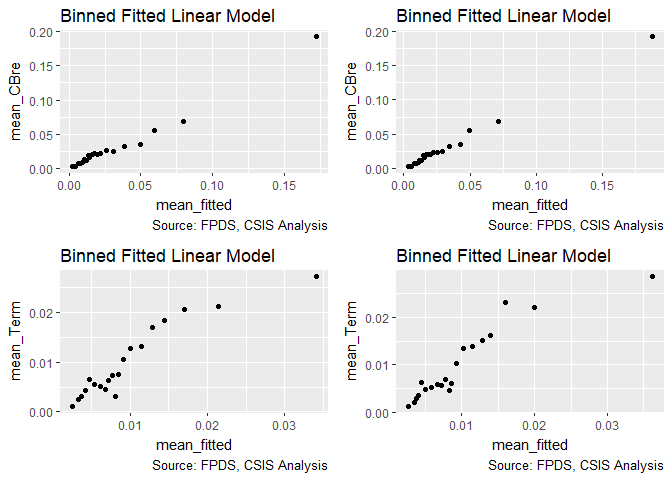 Binned Fitted Linear Model
0.20
0.15
0.10
0.05
0.00
mean_CBre
0.00 0.05 0.10 0.15
mean_fitted
Source: FPDS, CSIS Analysis
Binned Fitted Linear Model
0.20
0.15
0.10
0.05
0.00
mean_CBre
0.00 0.05 0.10 0.15
mean_fitted
Source: FPDS, CSIS Analysis
Binned Fitted Linear Model
0.02
0.01
0.00
mean_Term
0.01 0.02 0.03
mean_fitted
Source: FPDS, CSIS Analysis
Binned Fitted Linear Model
0.02
0.01
0.00
mean_Term
0.01 0.02 0.03
mean_fitted
Source: FPDS, CSIS Analysis